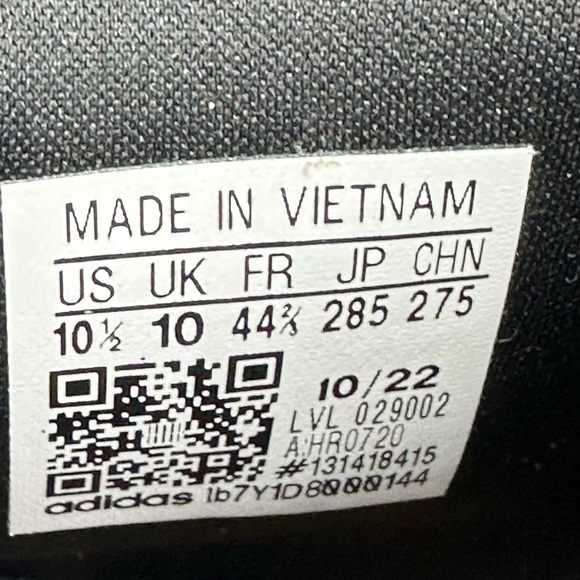 MADE IN VIETNAM
US UK FR JP CHN
10½ 10 44⅔ 285 275
10/22
LVL 029002
A:HR0720
#131418415
adidas 1b7Y1D8000144